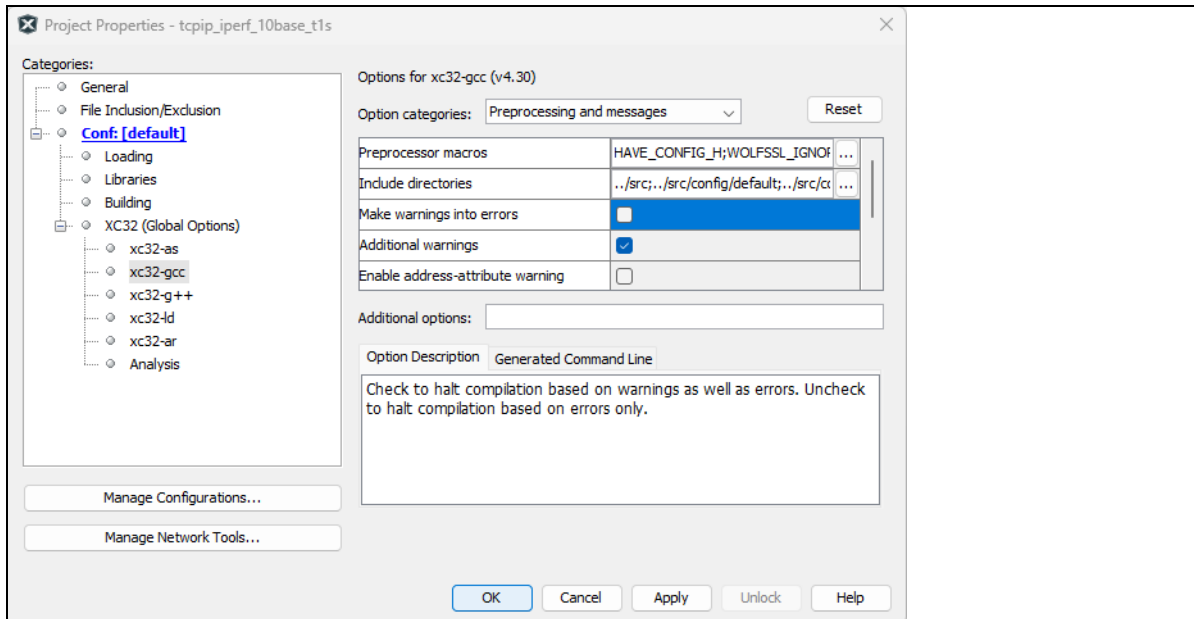 Project Properties - tcpip_iperf_10base_t1s
Categories:
General
File Inclusion/Exclusion
Conf: [default]
Loading
Libraries
Building
XC32 (Global Options)
xc32-as
xc32-gcc
xc32-g++
xc32-ld
xc32-ar
Analysis
Manage Configurations...
Manage Network Tools...
Options for xc32-gcc (v4.30)
Option categories: Preprocessing and messages Reset
Preprocessor macros HAVE_CONFIG_H;WOLFSSL_IGNOF ...
Include directories ../src;../src/config/default;../src/co ...
Make warnings into errors
Additional warnings
Enable address-attribute warning
Additional options:
Option Description Generated Command Line
Check to halt compilation based on warnings as well as errors. Uncheck
to halt compilation based on errors only.
OK Cancel Apply Unlock Help